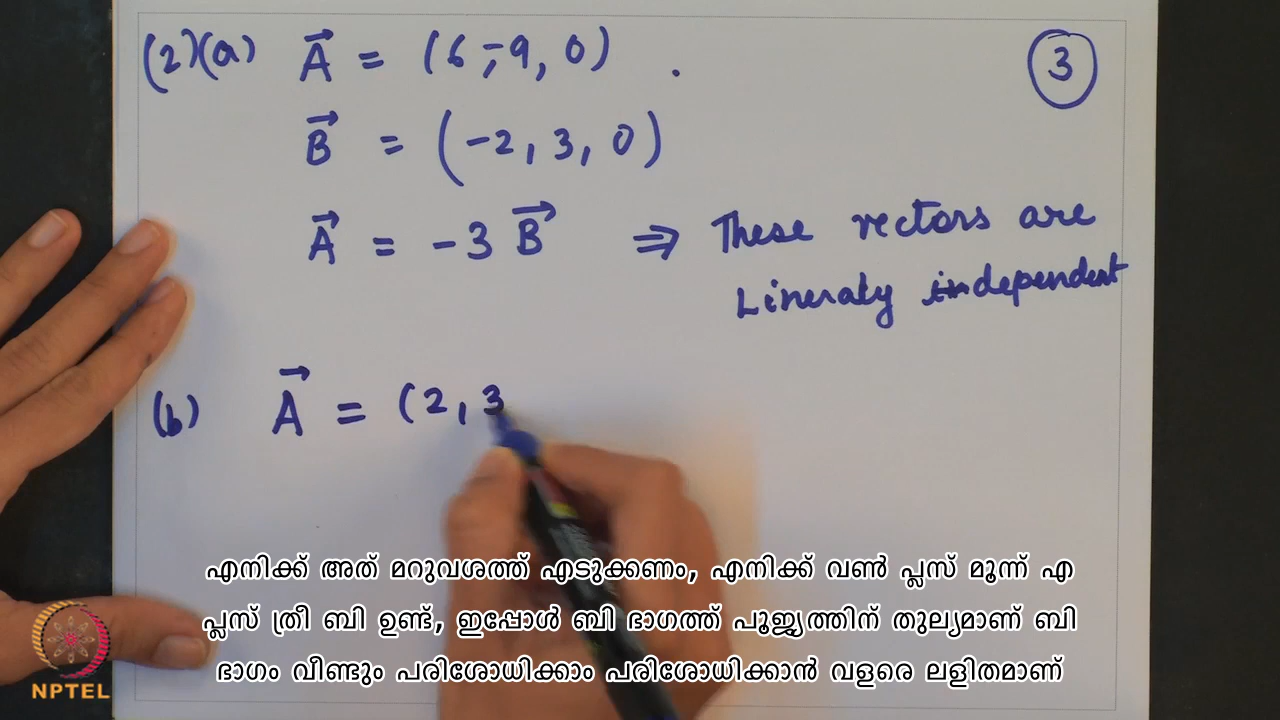 (2)(a) A⃗ = (6, -9, 0) .
3
B⃗ = (-2, 3, 0)
A⃗ = -3 B⃗ ⇒ These vectors are
Lineraly independent
(b) A⃗ = (2, 3
എനിക്ക് അത് മറുവശത്ത് എടുക്കണം, എനിക്ക് വൺ പ്ലസ് മൂന്ന് എ
പ്ലസ് ത്രീ ബി ഉണ്ട്, ഇപ്പോൾ ബി ഭാഗത്ത് പൂജ്യത്തിന് തുല്യമാണ് ബി
ഭാഗം വീണ്ടും പരിശോധിക്കാം പരിശോധിക്കാൻ വളരെ ലളിതമാണ്
NPTEL